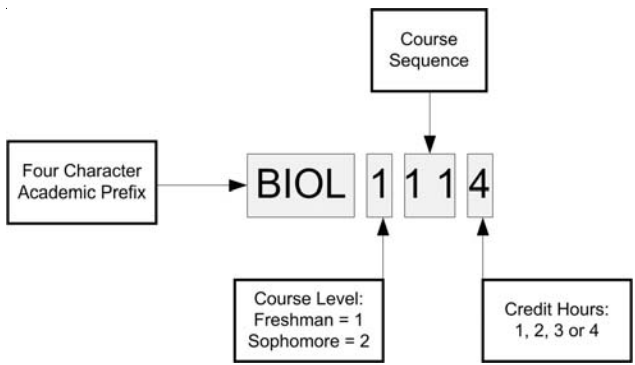 Course
Sequence
Four Character
Academic Prefix
BIOL 1 1 1 4
Course Level:
Freshman = 1
Sophomore = 2
Credit Hours:
1, 2, 3 or 4